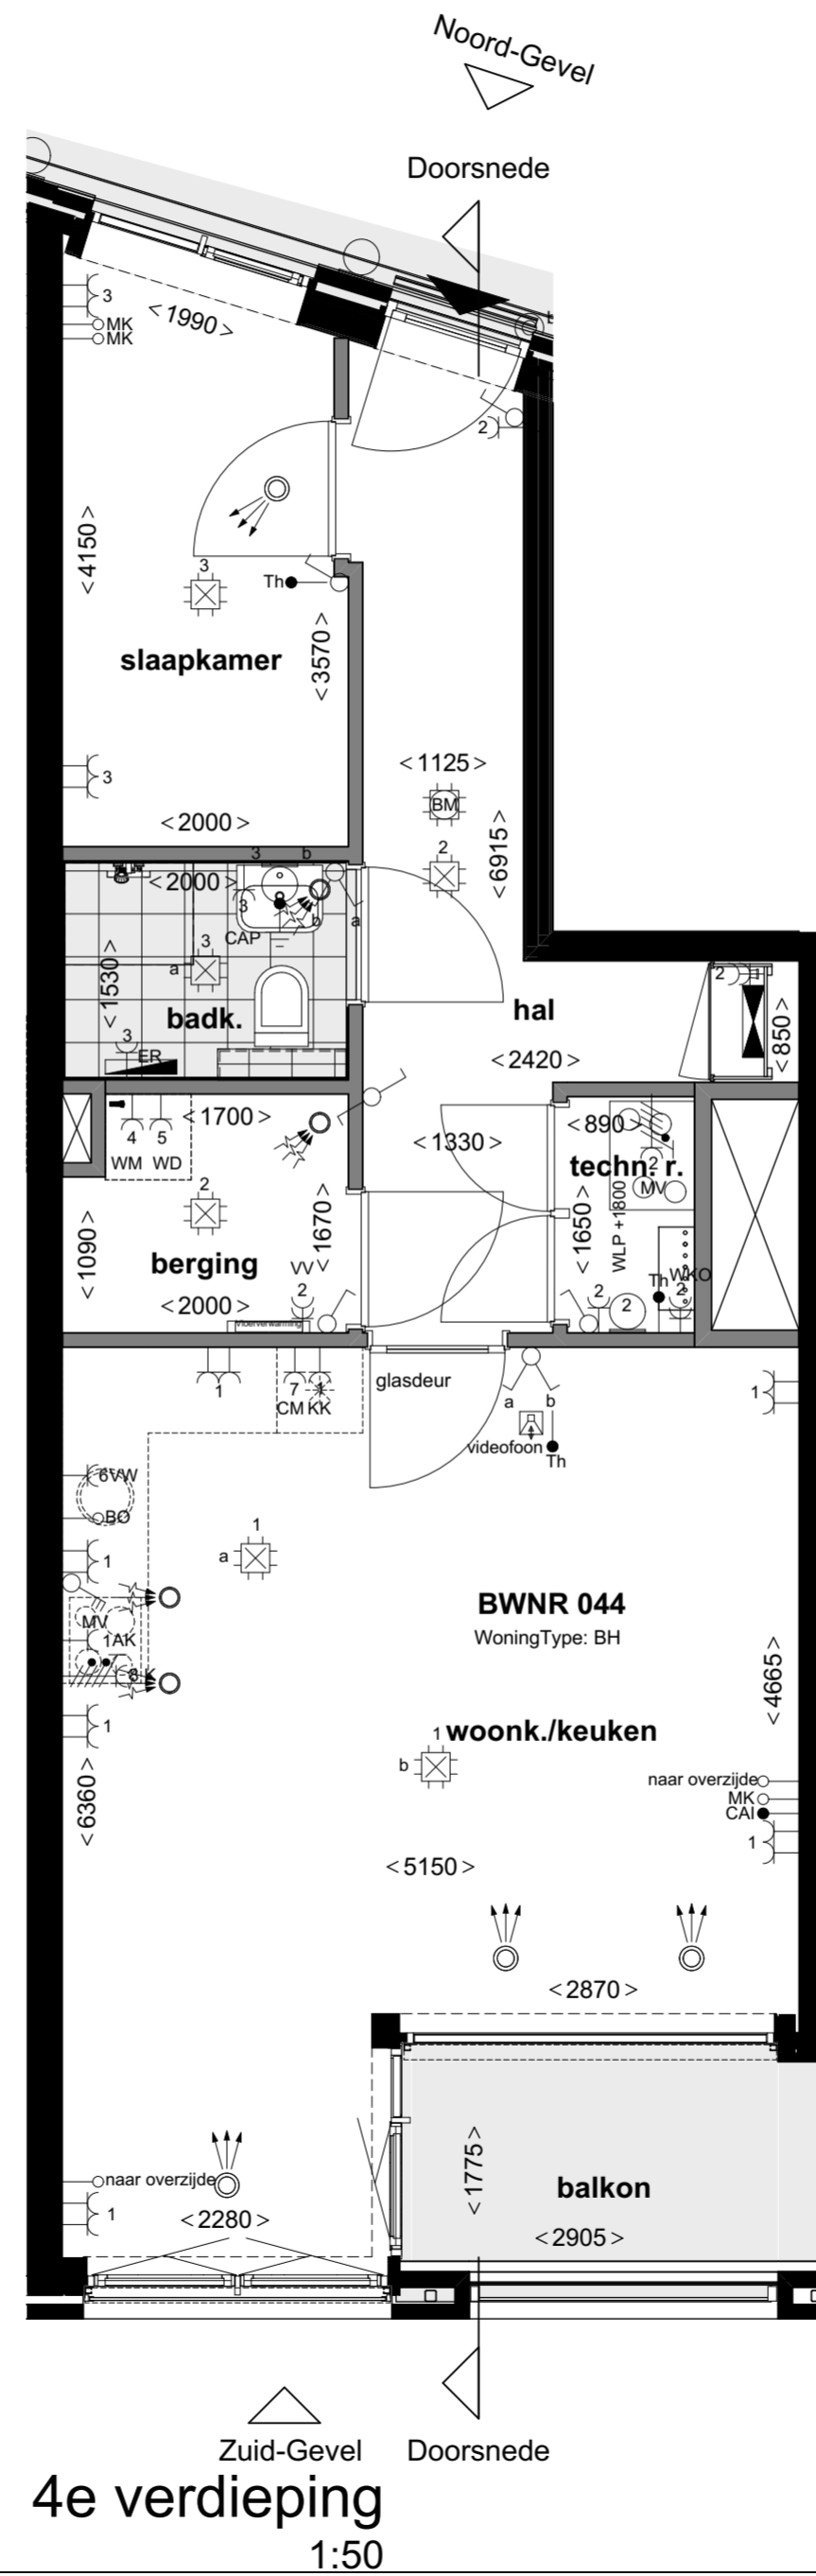 Noord-Gevel
Doorsnede
3
MK
MK
<1990>
2
<4150>
3
Th
<3570>
slaapkamer
3
<1125>
BM
2
<6915>
<2000>
3 b
<2000>
3
b
a
CAP
3
a
<1530>
badk.
3
ER
hal
2 1
<850>
<2420>
<1700>
4 5
WM WD
<1330>
<890>
techn. r.
2
MV
2
<1090>
<1670>
<1650>
WLP +1800
berging
VV
2
<2000>
vloerverwarming
Th
WKO
2
2
2
glasdeur
1
7 1
CM KK
a b
videofoon
Th
1
6VW
BO
1
a
1
MV
1AK
8 K
1
BWNR 044
WoningType: BH
<4665>
woonk./keuken
1
b
<6360>
naar overzijde
MK
CAI
1
<5150>
<2870>
naar overzijde
1
<2280>
<1775>
balkon
<2905>
Zuid-Gevel
Doorsnede
4e verdieping
1:50